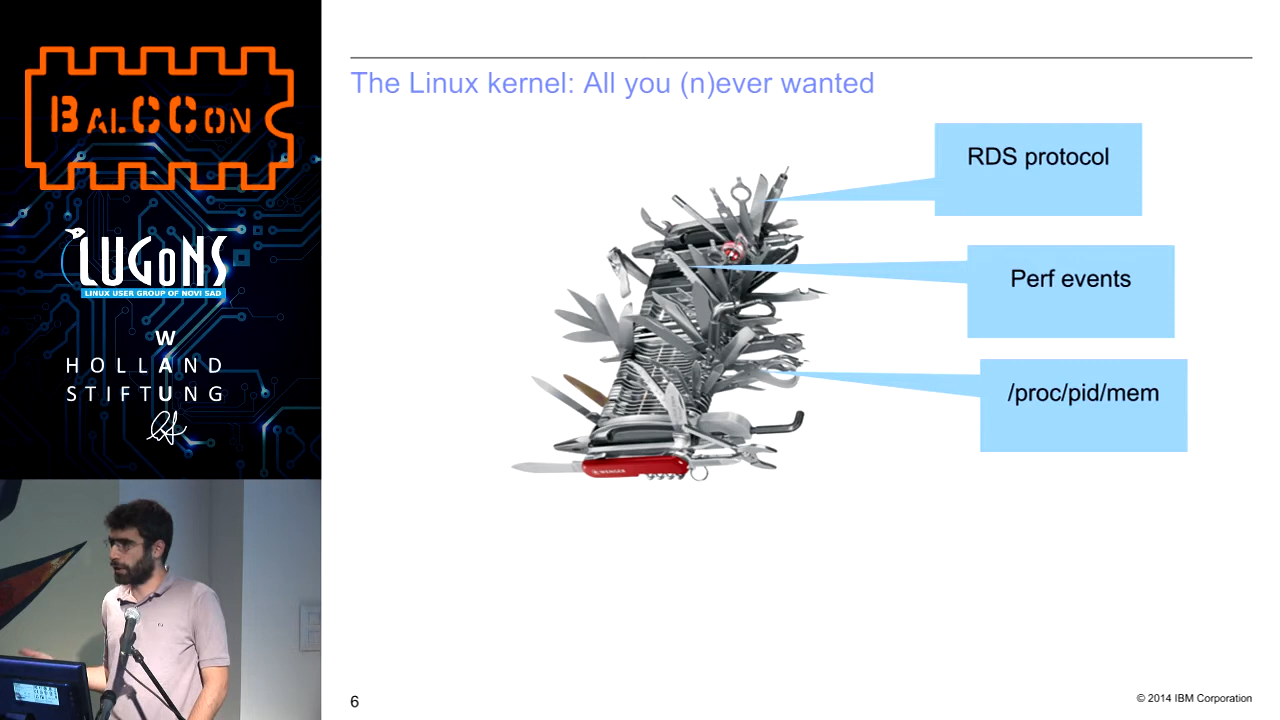 BALCCON
LUGoNS
LINUX USER GROUP OF NOVI SAD
W
HOLLAND
STIFTUNG
The Linux kernel: All you (n)ever wanted
RDS protocol
Perf events
/proc/pid/mem
WENGER
6
© 2014 IBM Corporation